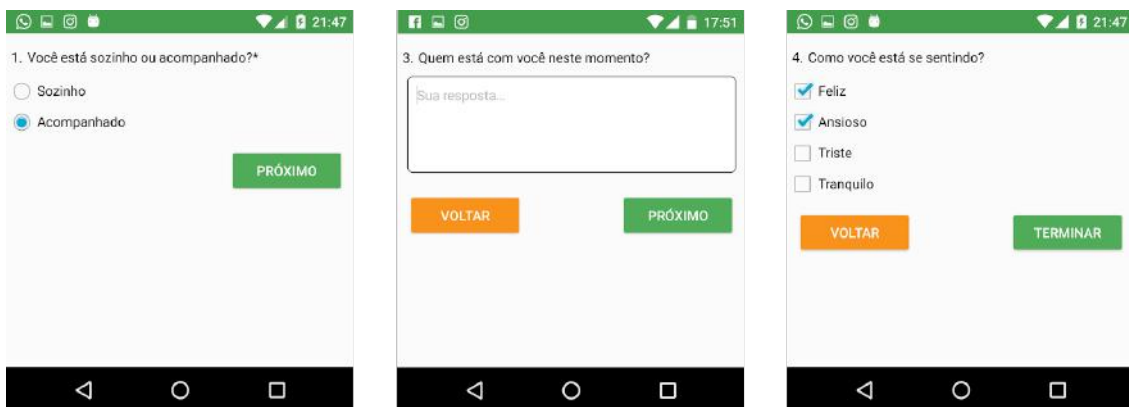 21:47
1. Você está sozinho ou acompanhado?*
Sozinho
Acompanhado
PRÓXIMO
17:51
3. Quem está com você neste momento?
Sua resposta...
VOLTAR
PRÓXIMO
21:47
4. Como você está se sentindo?
Feliz
Ansioso
Triste
Tranquilo
VOLTAR
TERMINAR